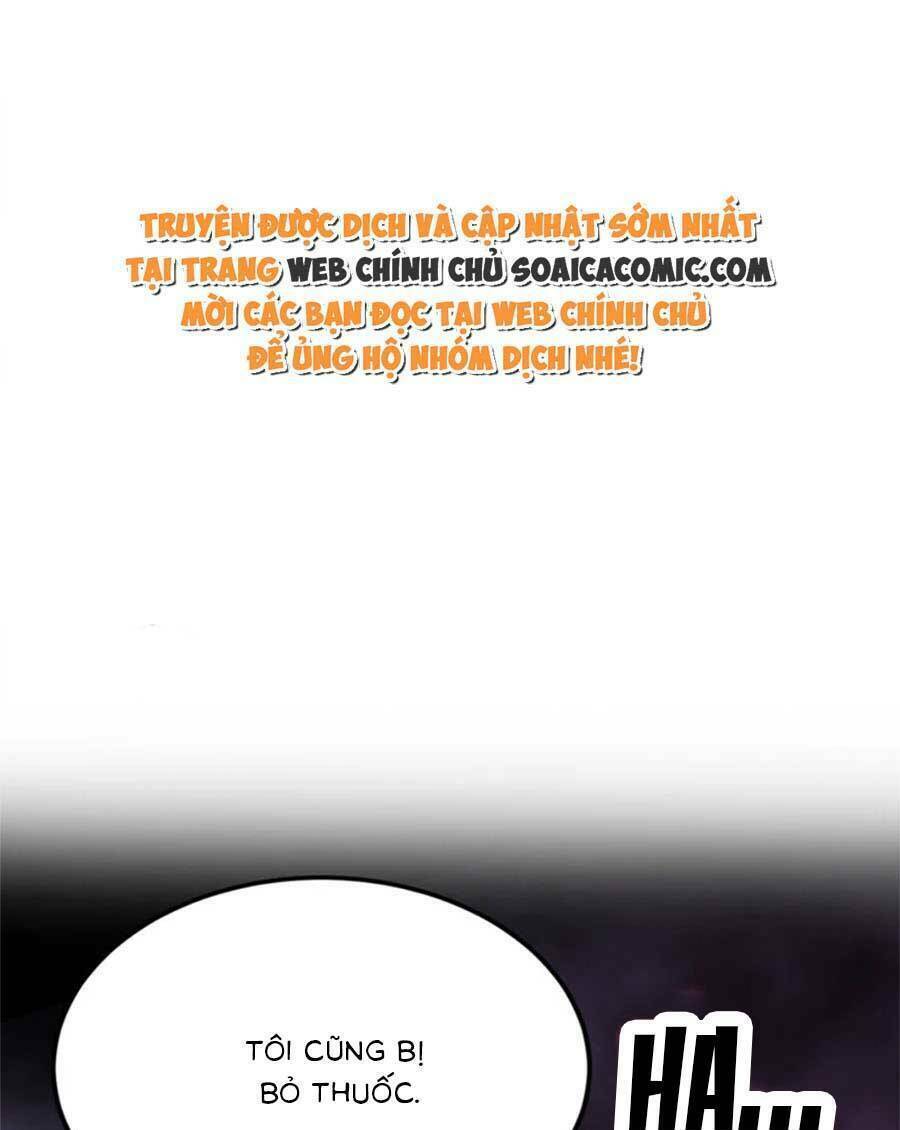 TRUYỆN ĐƯỢC DỊCH VÀ CẬP NHẬT SỚM NHẤT
TẠI TRANG WEB CHÍNH CHỦ SOAICACOMIC.COM
MỜI CÁC BẠN ĐỌC TẠI WEB CHÍNH CHỦ
ĐỂ ỦNG HỘ NHÓM DỊCH NHÉ!
TÔI CŨNG BỊ
BỎ THUỐC.
HA...